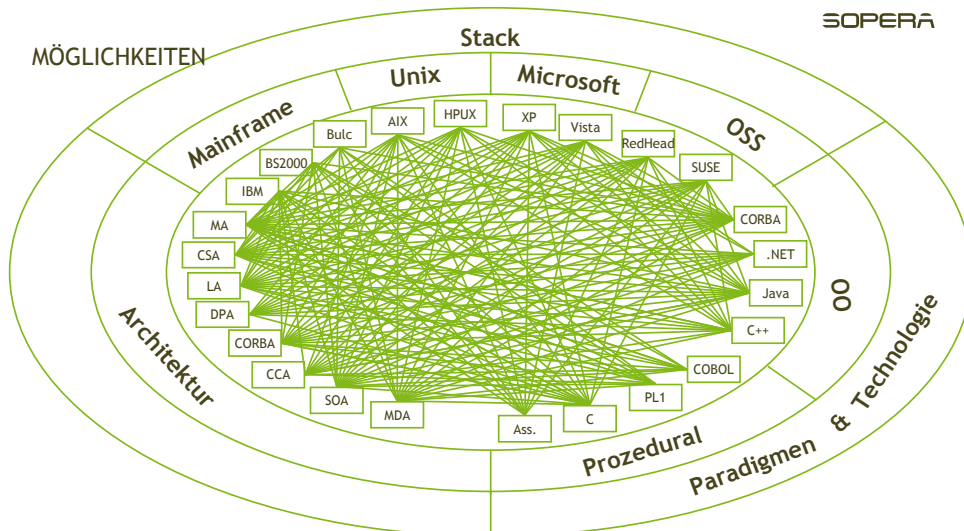 SOPERA
MÖGLICHKEITEN
Stack
Unix
Microsoft
Mainframe
OSS
Bulc
AIX
HPUX
XP
Vista
RedHead
SUSE
BS2000
IBM
MA
CSA
LA
DPA
CORBA
CCA
SOA
MDA
CORBA
.NET
Java
C++
COBOL
PL1
C
Ass.
OO
Architektur
Prozedural
Paradigmen & Technologie